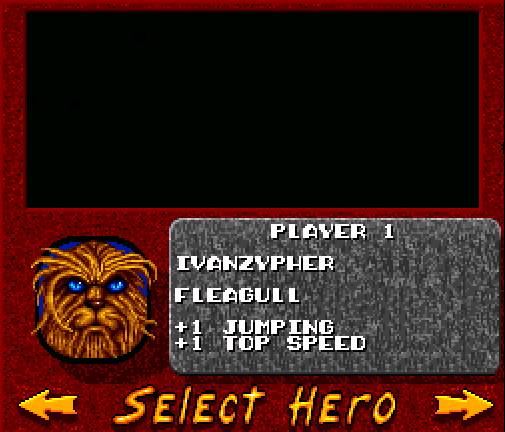 PLAYER 1
IVANZYPHER
FLEAGULL
+1 JUMPING
+1 TOP SPEED
SELECT HERO